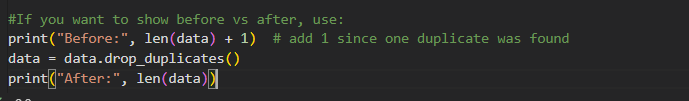 #If you want to show before vs after, use:
print("Before:", len(data) + 1)  # add 1 since one duplicate was found
data = data.drop_duplicates()
print("After:", len(data))